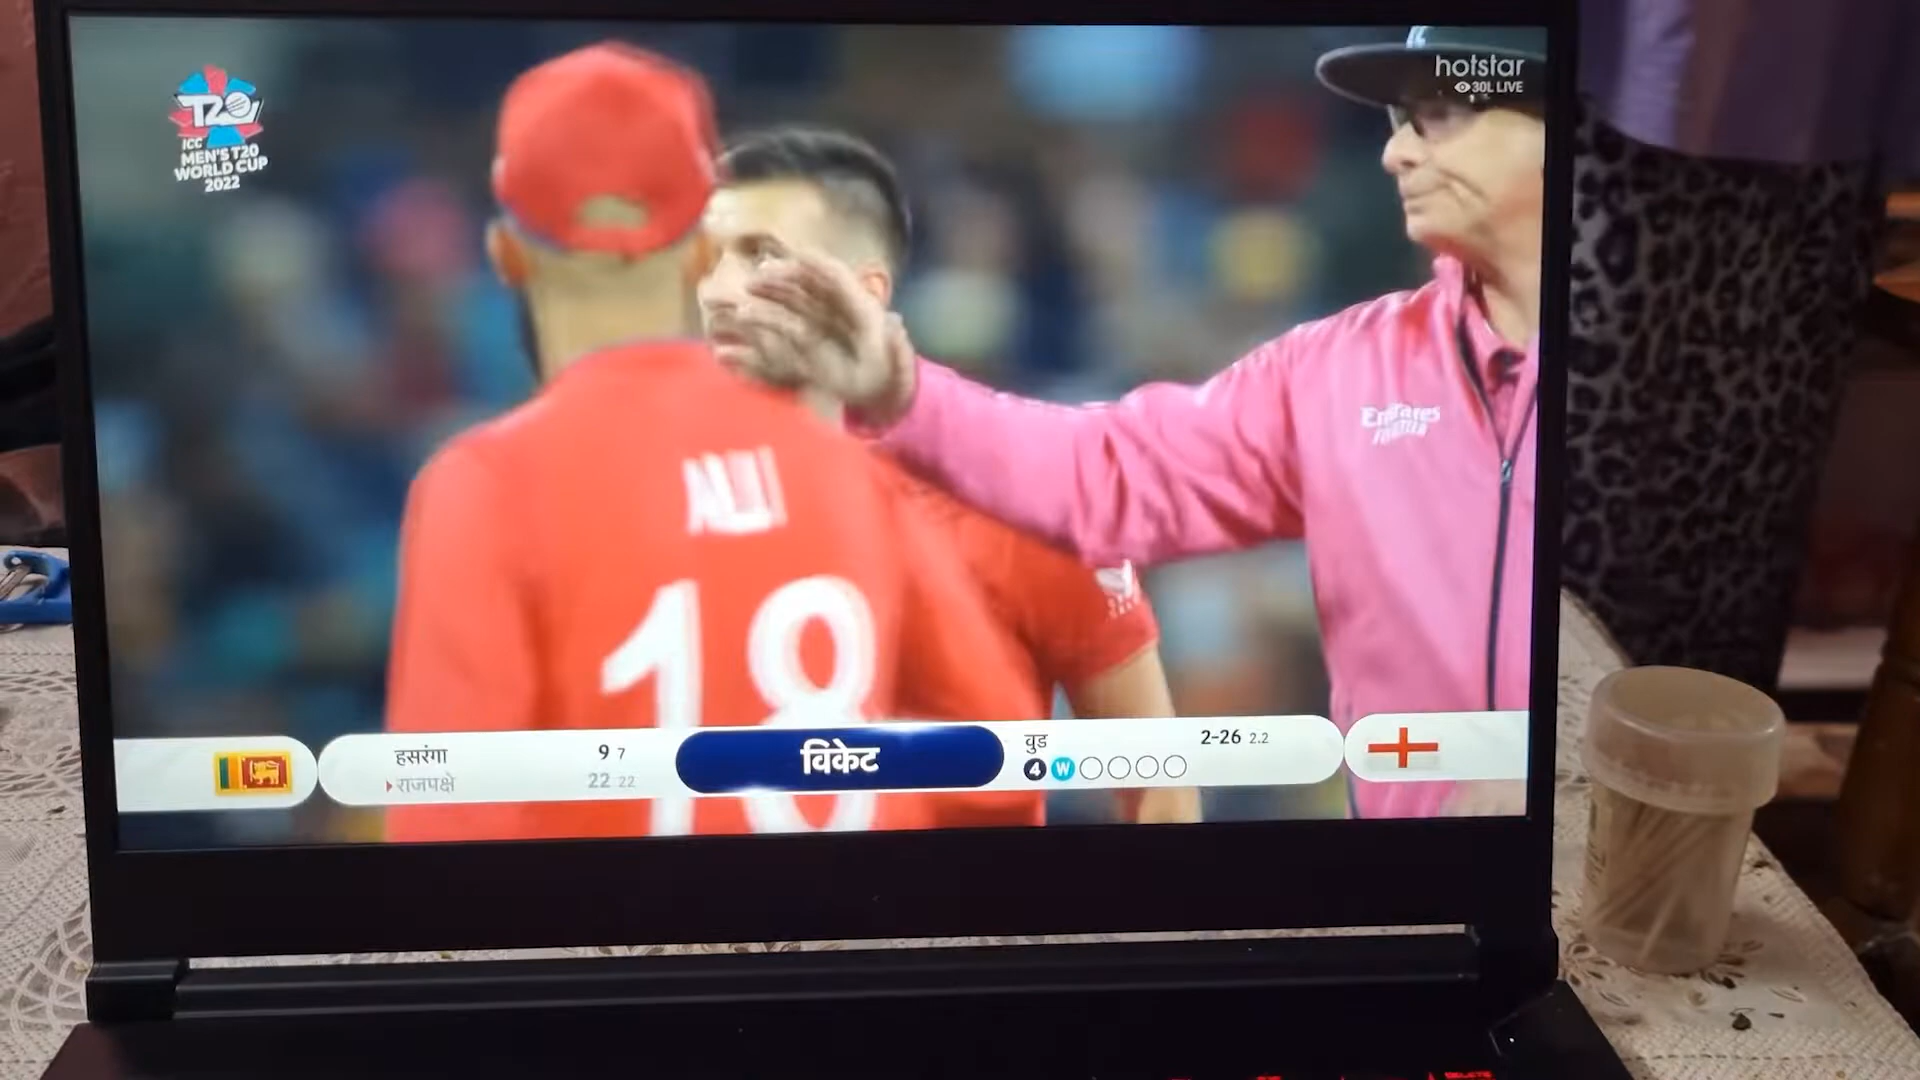 T20
ICC
MEN'S T20
WORLD CUP
2022
hotstar
30L LIVE
Emirates
ALI
18
हसरंगा 9 7
राजपक्षे 22 22
विकेट
वुड 2-26 2.2
4 W
DELETE